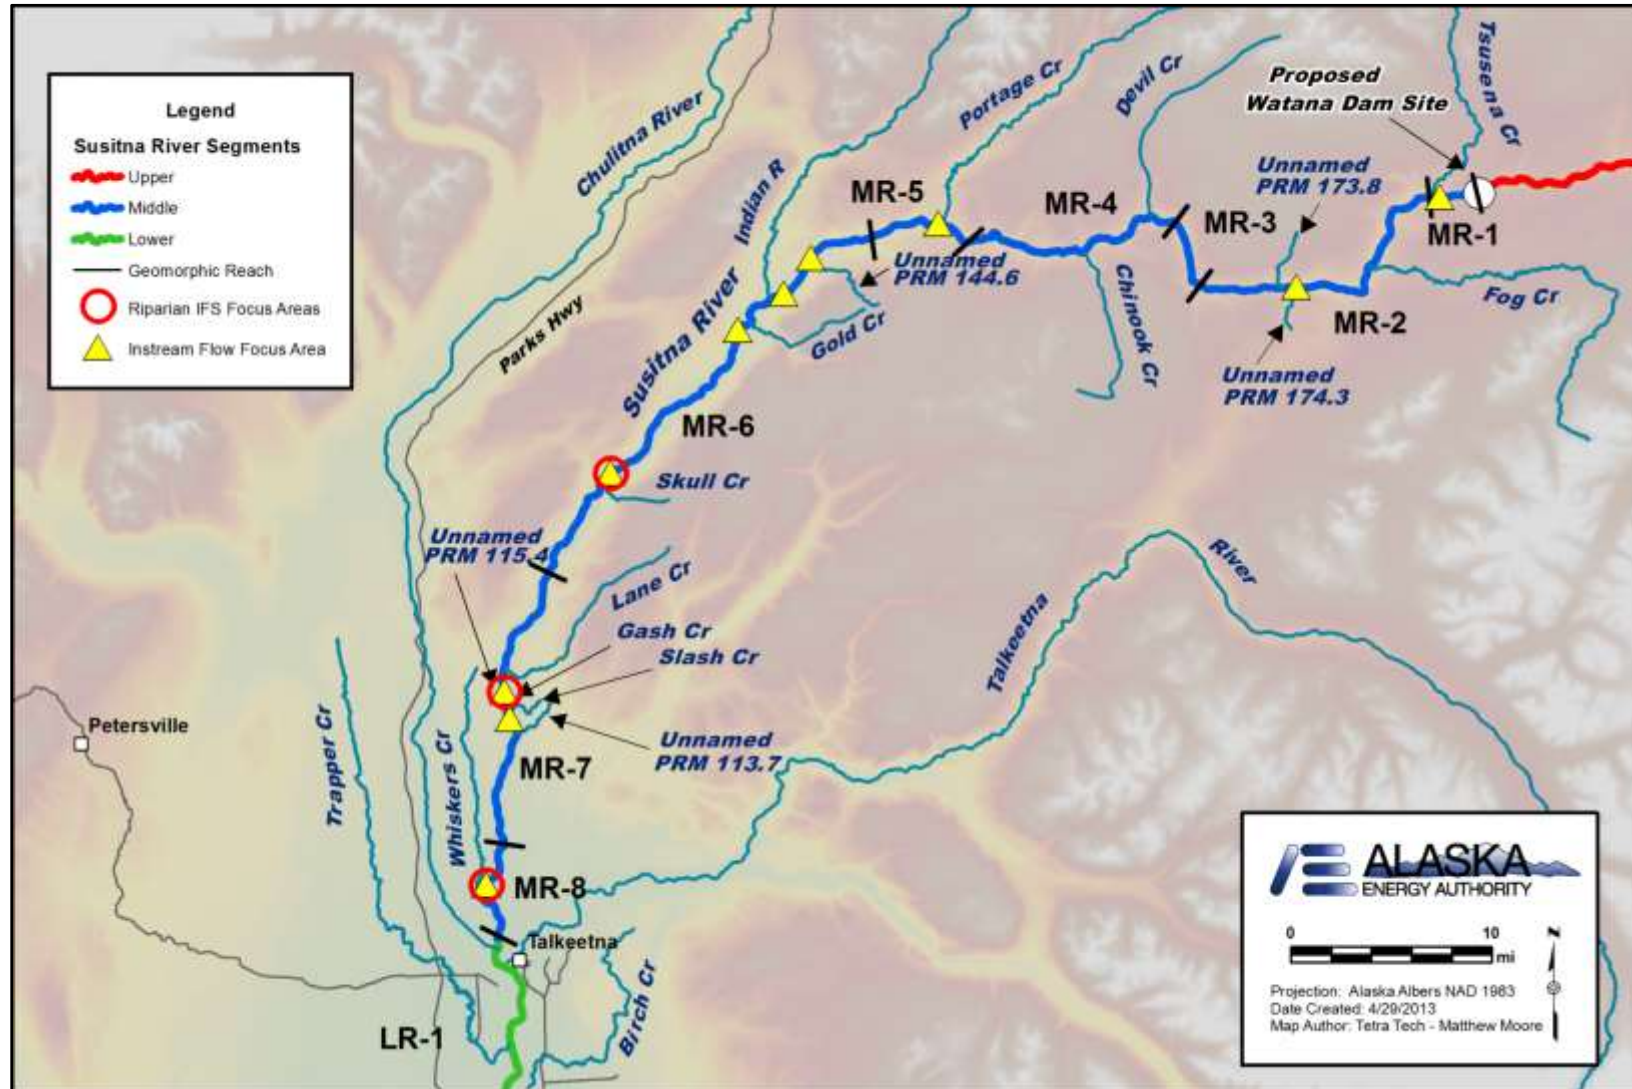 Legend
Susitna River Segments
Upper
Middle
Lower
Geomorphic Reach
Riparian IFS Focus Areas
Instream Flow Focus Area
Chulitna River
Parks Hwy
Susitna River
Indian R
Portage Cr
Devil Cr
Proposed
Watana Dam Site
Tsusena Cr
Unnamed
PRM 173.8
MR-5
MR-4
MR-3
MR-1
Unnamed
PRM 144.6
Gold Cr
Chinook Cr
Fog Cr
MR-2
Unnamed
PRM 174.3
MR-6
Skull Cr
Unnamed
PRM 115.4
Lane Cr
Gash Cr
Slash Cr
Talkeetna
River
Petersville
Trapper Cr
Whiskers Cr
Unnamed
PRM 113.7
MR-7
MR-8
Talkeetna
Birch Cr
LR-1
ALASKA
ENERGY AUTHORITY
0 10
mi
N
Projection: Alaska Albers NAD 1983
Date Created: 4/29/2013
Map Author: Tetra Tech - Matthew Moore